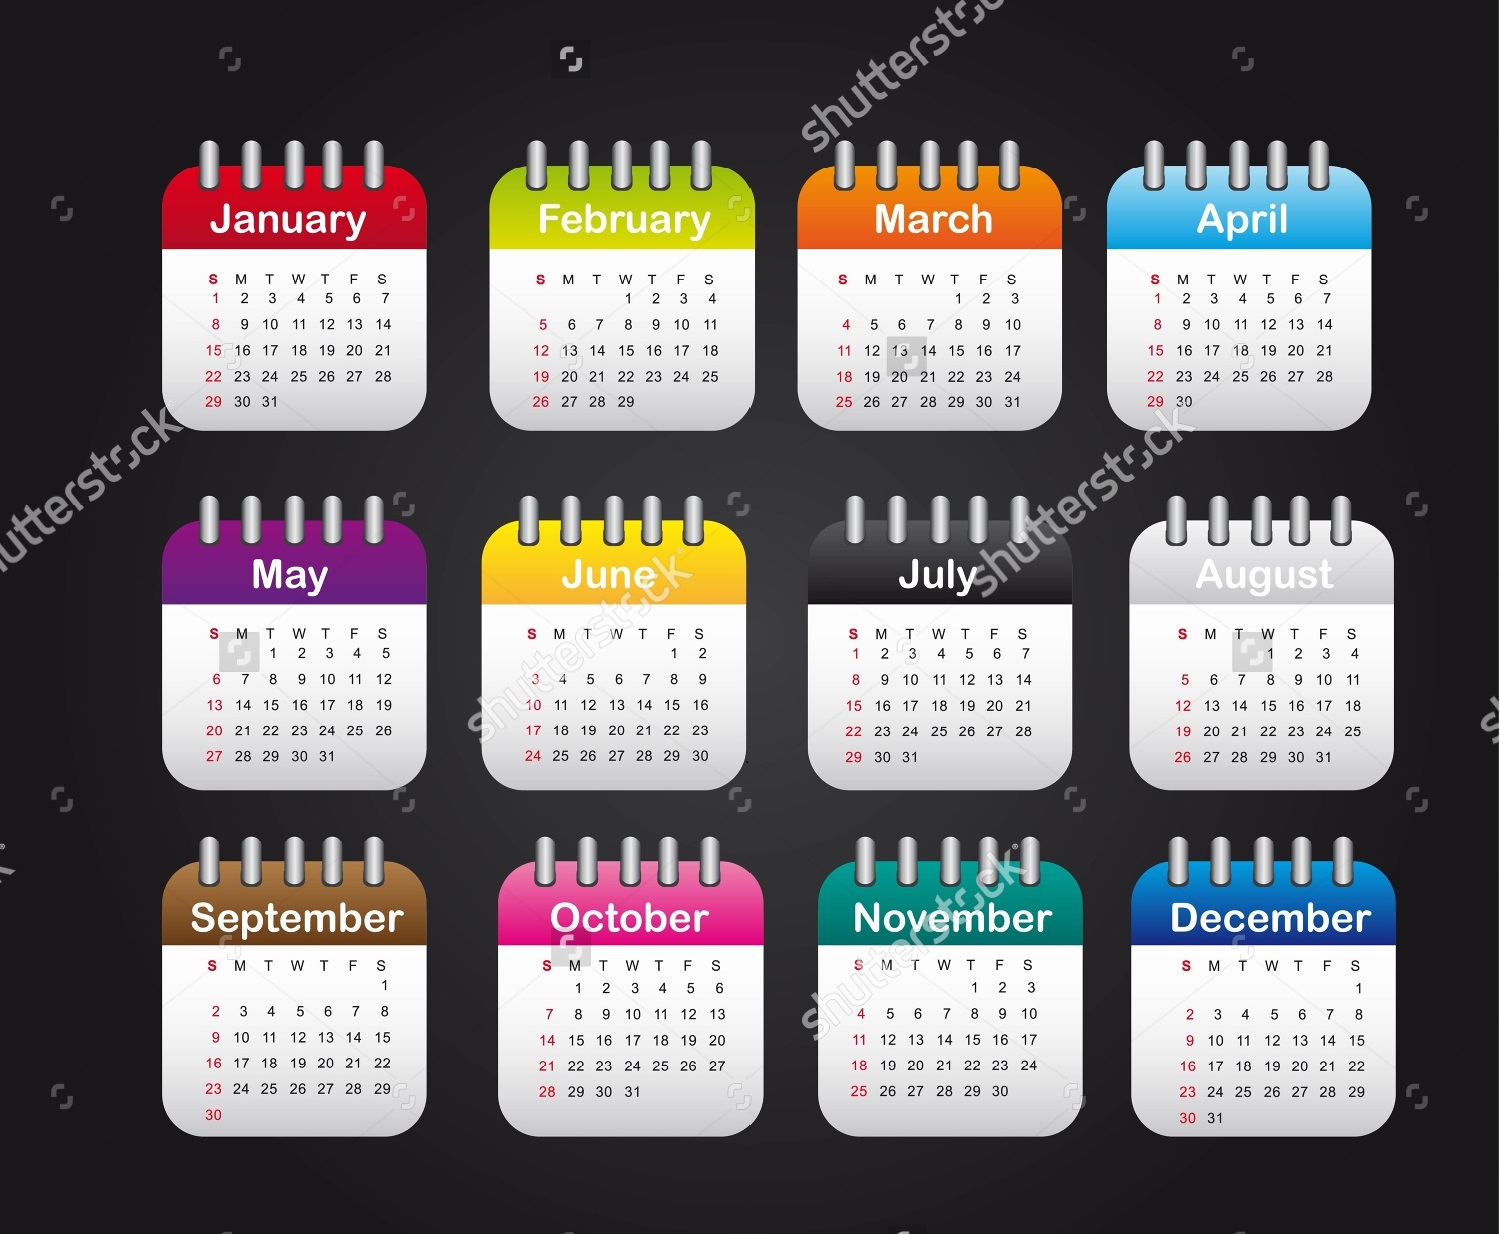 shutterstock
January
S M T W T F S
1 2 3 4 5 6 7
8 9 10 11 12 13 14
15 16 17 18 19 20 21
22 23 24 25 26 27 28
29 30 31
February
S M T W T F S
1 2 3 4
5 6 7 8 9 10 11
12 13 14 15 16 17 18
19 20 21 22 23 24 25
26 27 28 29
March
S M T W T F S
1 2 3
4 5 6 7 8 9 10
11 12 13 14 15 16 17
18 19 20 21 22 23 24
25 26 27 28 29 30 31
April
S M T W T F S
1 2 3 4 5 6 7
8 9 10 11 12 13 14
15 16 17 18 19 20 21
22 23 24 25 26 27 28
29 30
shutterstock
shutterstock
May
S M T W T F S
1 2 3 4 5
6 7 8 9 10 11 12
13 14 15 16 17 18 19
20 21 22 23 24 25 26
27 28 29 30 31
June
S M T W T F S
1 2
3 4 5 6 7 8 9
10 11 12 13 14 15 16
17 18 19 20 21 22 23
24 25 26 27 28 29 30
shutterstock
July
S M T W T F S
1 2 3 4 5 6 7
8 9 10 11 12 13 14
15 16 17 18 19 20 21
22 23 24 25 26 27 28
29 30 31
August
S M T W T F S
1 2 3 4
5 6 7 8 9 10 11
12 13 14 15 16 17 18
19 20 21 22 23 24 25
26 27 28 29 30 31
September
S M T W T F S
1
2 3 4 5 6 7 8
9 10 11 12 13 14 15
16 17 18 19 20 21 22
23 24 25 26 27 28 29
30
October
S M T W T F S
1 2 3 4 5 6
7 8 9 10 11 12 13
14 15 16 17 18 19 20
21 22 23 24 25 26 27
28 29 30 31
November
S M T W T F S
1 2 3
4 5 6 7 8 9 10
11 12 13 14 15 16 17
18 19 20 21 22 23 24
25 26 27 28 29 30
shutterstock
December
S M T W T F S
1
2 3 4 5 6 7 8
9 10 11 12 13 14 15
16 17 18 19 20 21 22
23 24 25 26 27 28 29
30 31